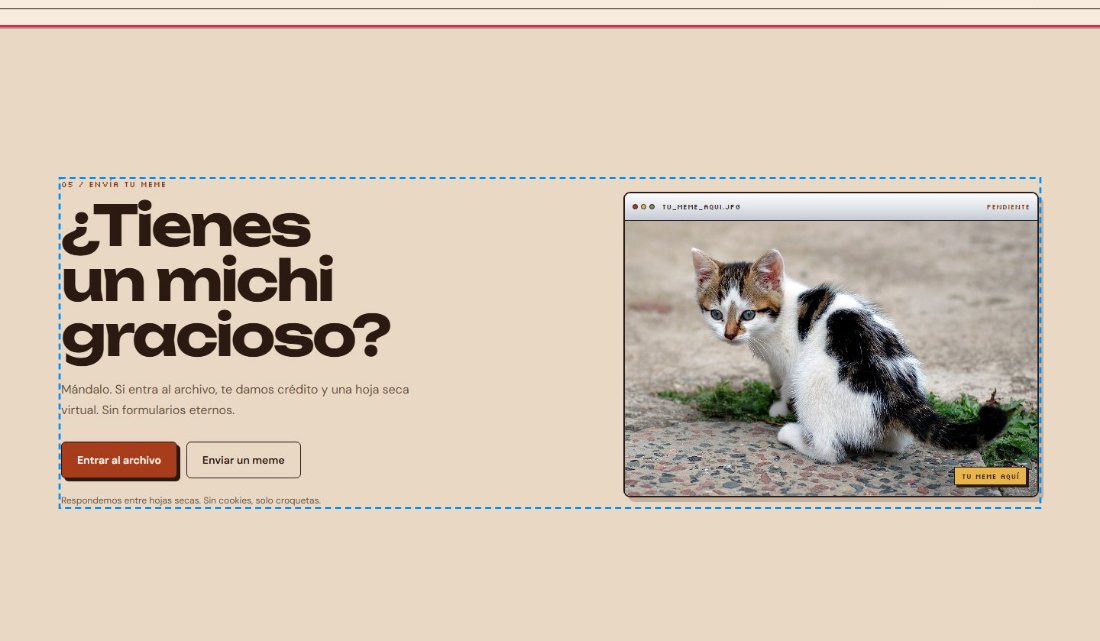 05 / ENVIA TU MEME
¿Tienes
un michi
gracioso?
Mándalo. Si entra al archivo, te damos crédito y una hoja seca
virtual. Sin formularios eternos.
Entrar al archivo
Enviar un meme
Respondemos entre hojas secas. Sin cookies, solo croquetas.
TU_MEME_AQUI.JPG
PENDIENTE
TU MEME AQUÍ